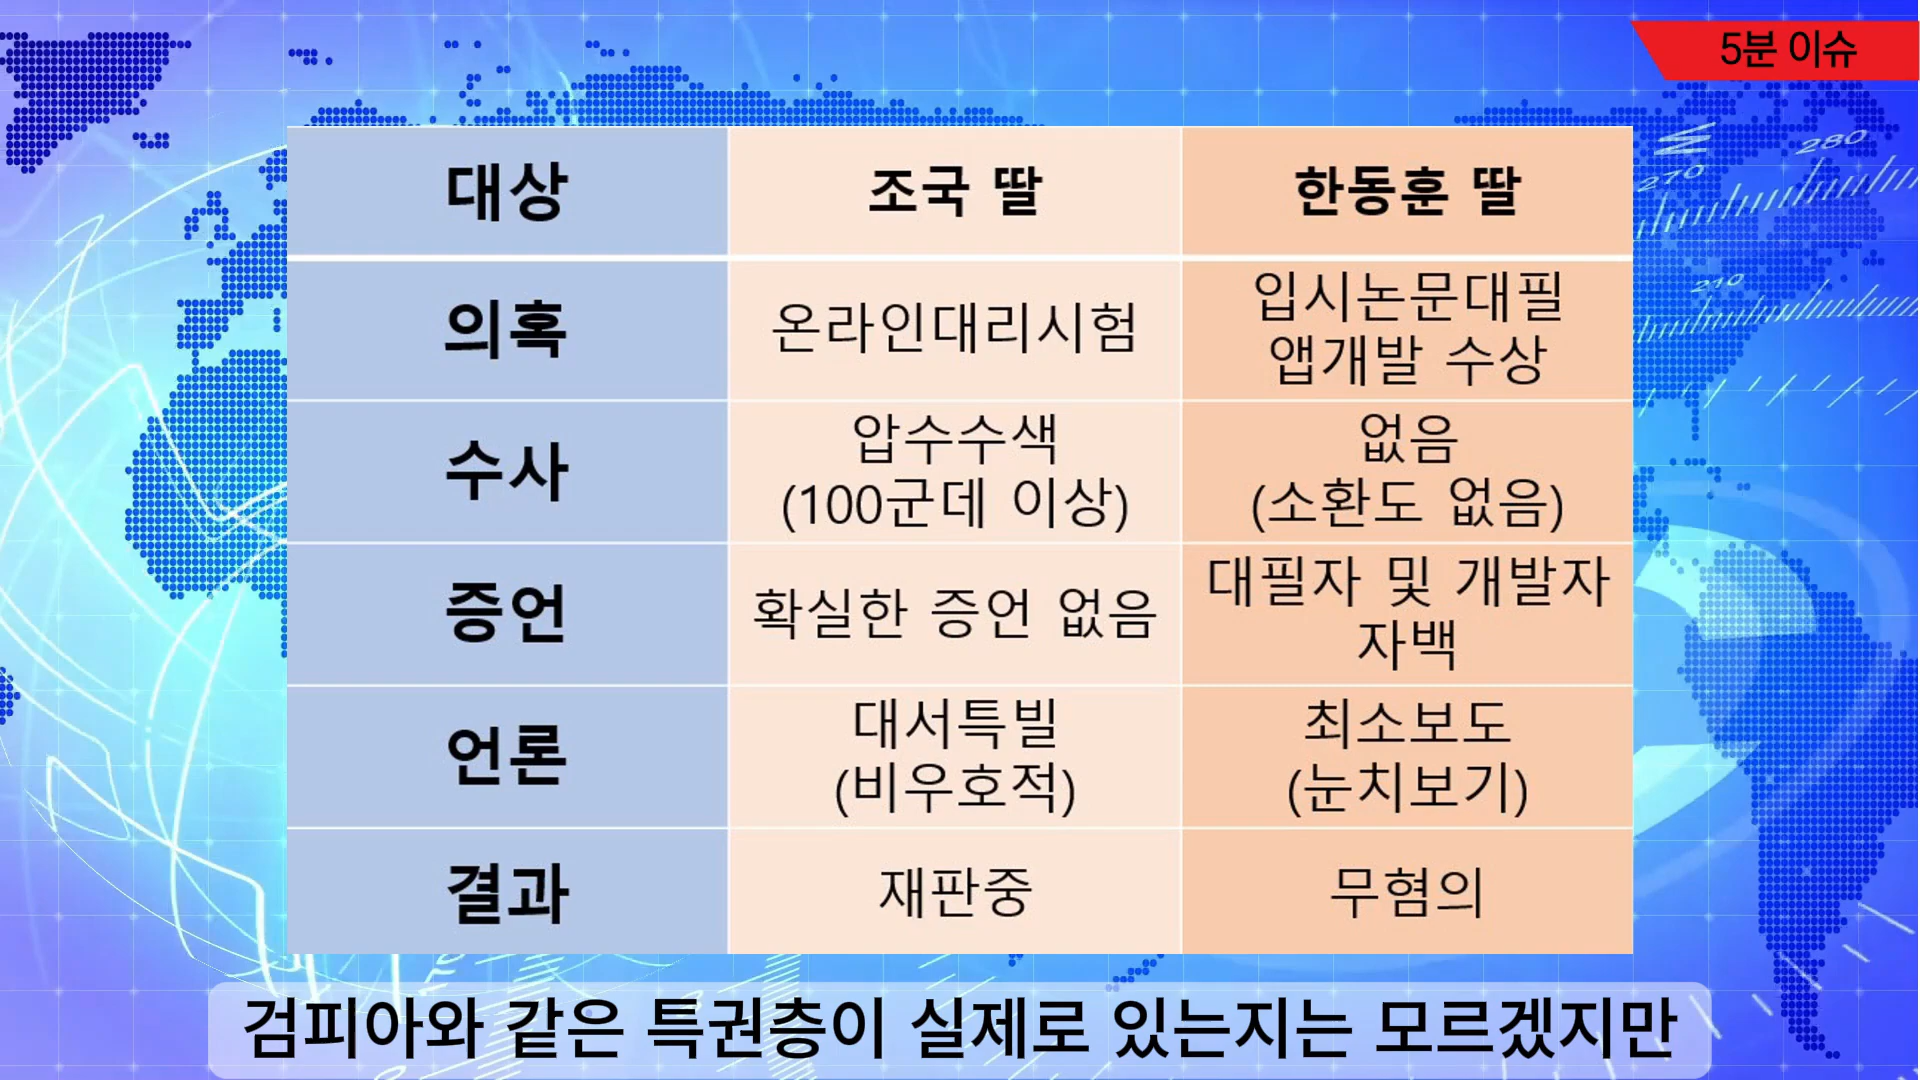 5분 이슈
대상 조국 딸 한동훈 딸
의혹 온라인대리시험 입시논문대필
앱개발 수상
수사 압수수색
(100군데 이상) 없음
(소환도 없음)
증언 확실한 증언 없음 대필자 및 개발자
자백
언론 대서특빌
(비우호적) 최소보도
(눈치보기)
결과 재판중 무혐의
검피아와 같은 특권층이 실제로 있는지는 모르겠지만
270
280
210